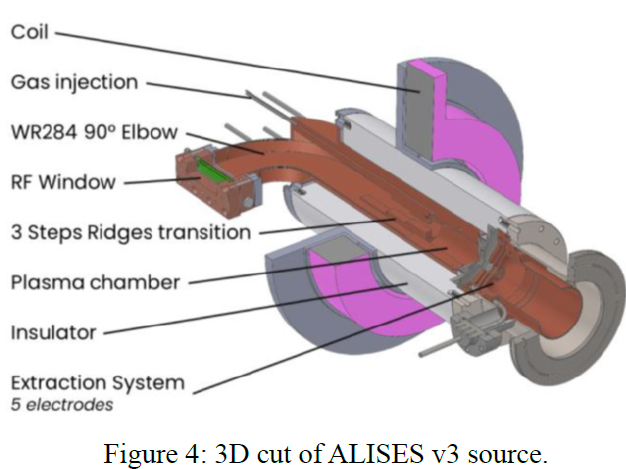 Coil
Gas injection
WR284 90° Elbow
RF Window
3 Steps Ridges transition
Plasma chamber
Insulator
Extraction System
5 electrodes
Figure 4: 3D cut of ALISES v3 source.